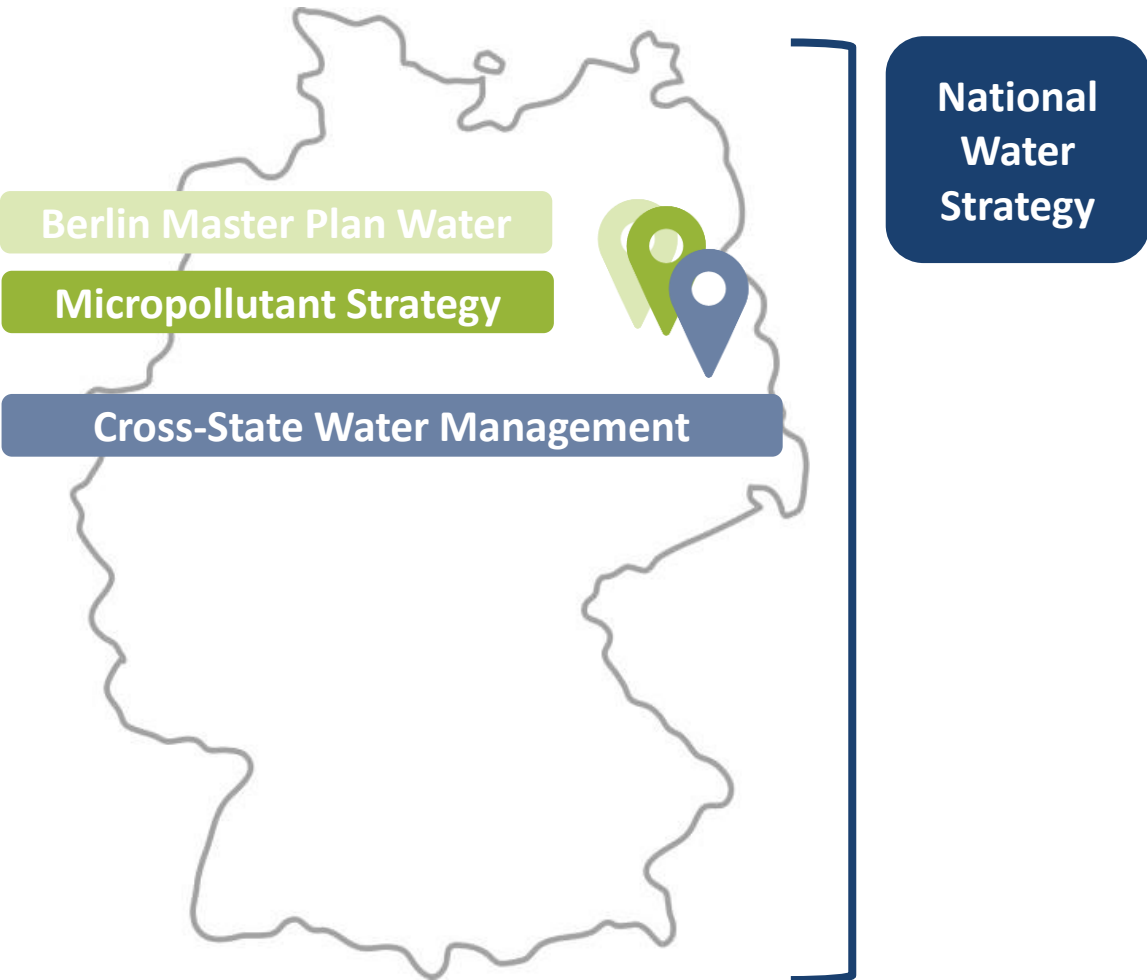 National
Water
Strategy
Berlin Master Plan Water
Micropollutant Strategy
Cross-State Water Management